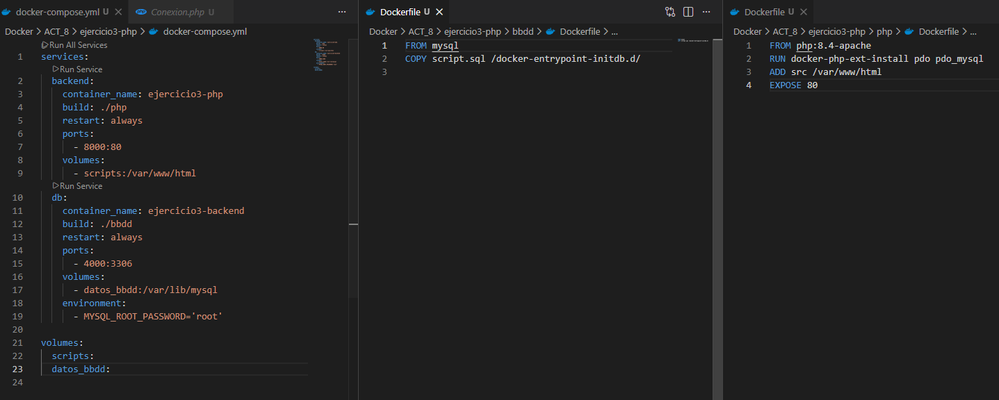 docker-compose.yml U
Conexion.php U
Docker > ACT_8 > ejercicio3-php > docker-compose.yml
Run All Services
1 services:
Run Service
2 backend:
3 container_name: ejercicio3-php
4 build: ./php
5 restart: always
6 ports:
7 - 8000:80
8 volumes:
9 - scripts:/var/www/html
Run Service
10 db:
11 container_name: ejercicio3-backend
12 build: ./bbdd
13 restart: always
14 ports:
15 - 4000:3306
16 volumes:
17 - datos_bbdd:/var/lib/mysql
18 environment:
19 - MYSQL_ROOT_PASSWORD='root'
20
21 volumes:
22 scripts:
23 datos_bbdd:
24
Dockerfile U
Docker > ACT_8 > ejercicio3-php > bbdd > Dockerfile > ...
1 FROM mysql
2 COPY script.sql /docker-entrypoint-initdb.d/
3
Dockerfile U
Docker > ACT_8 > ejercicio3-php > php > Dockerfile > ...
1 FROM php:8.4-apache
2 RUN docker-php-ext-install pdo pdo_mysql
3 ADD src /var/www/html
4 EXPOSE 80